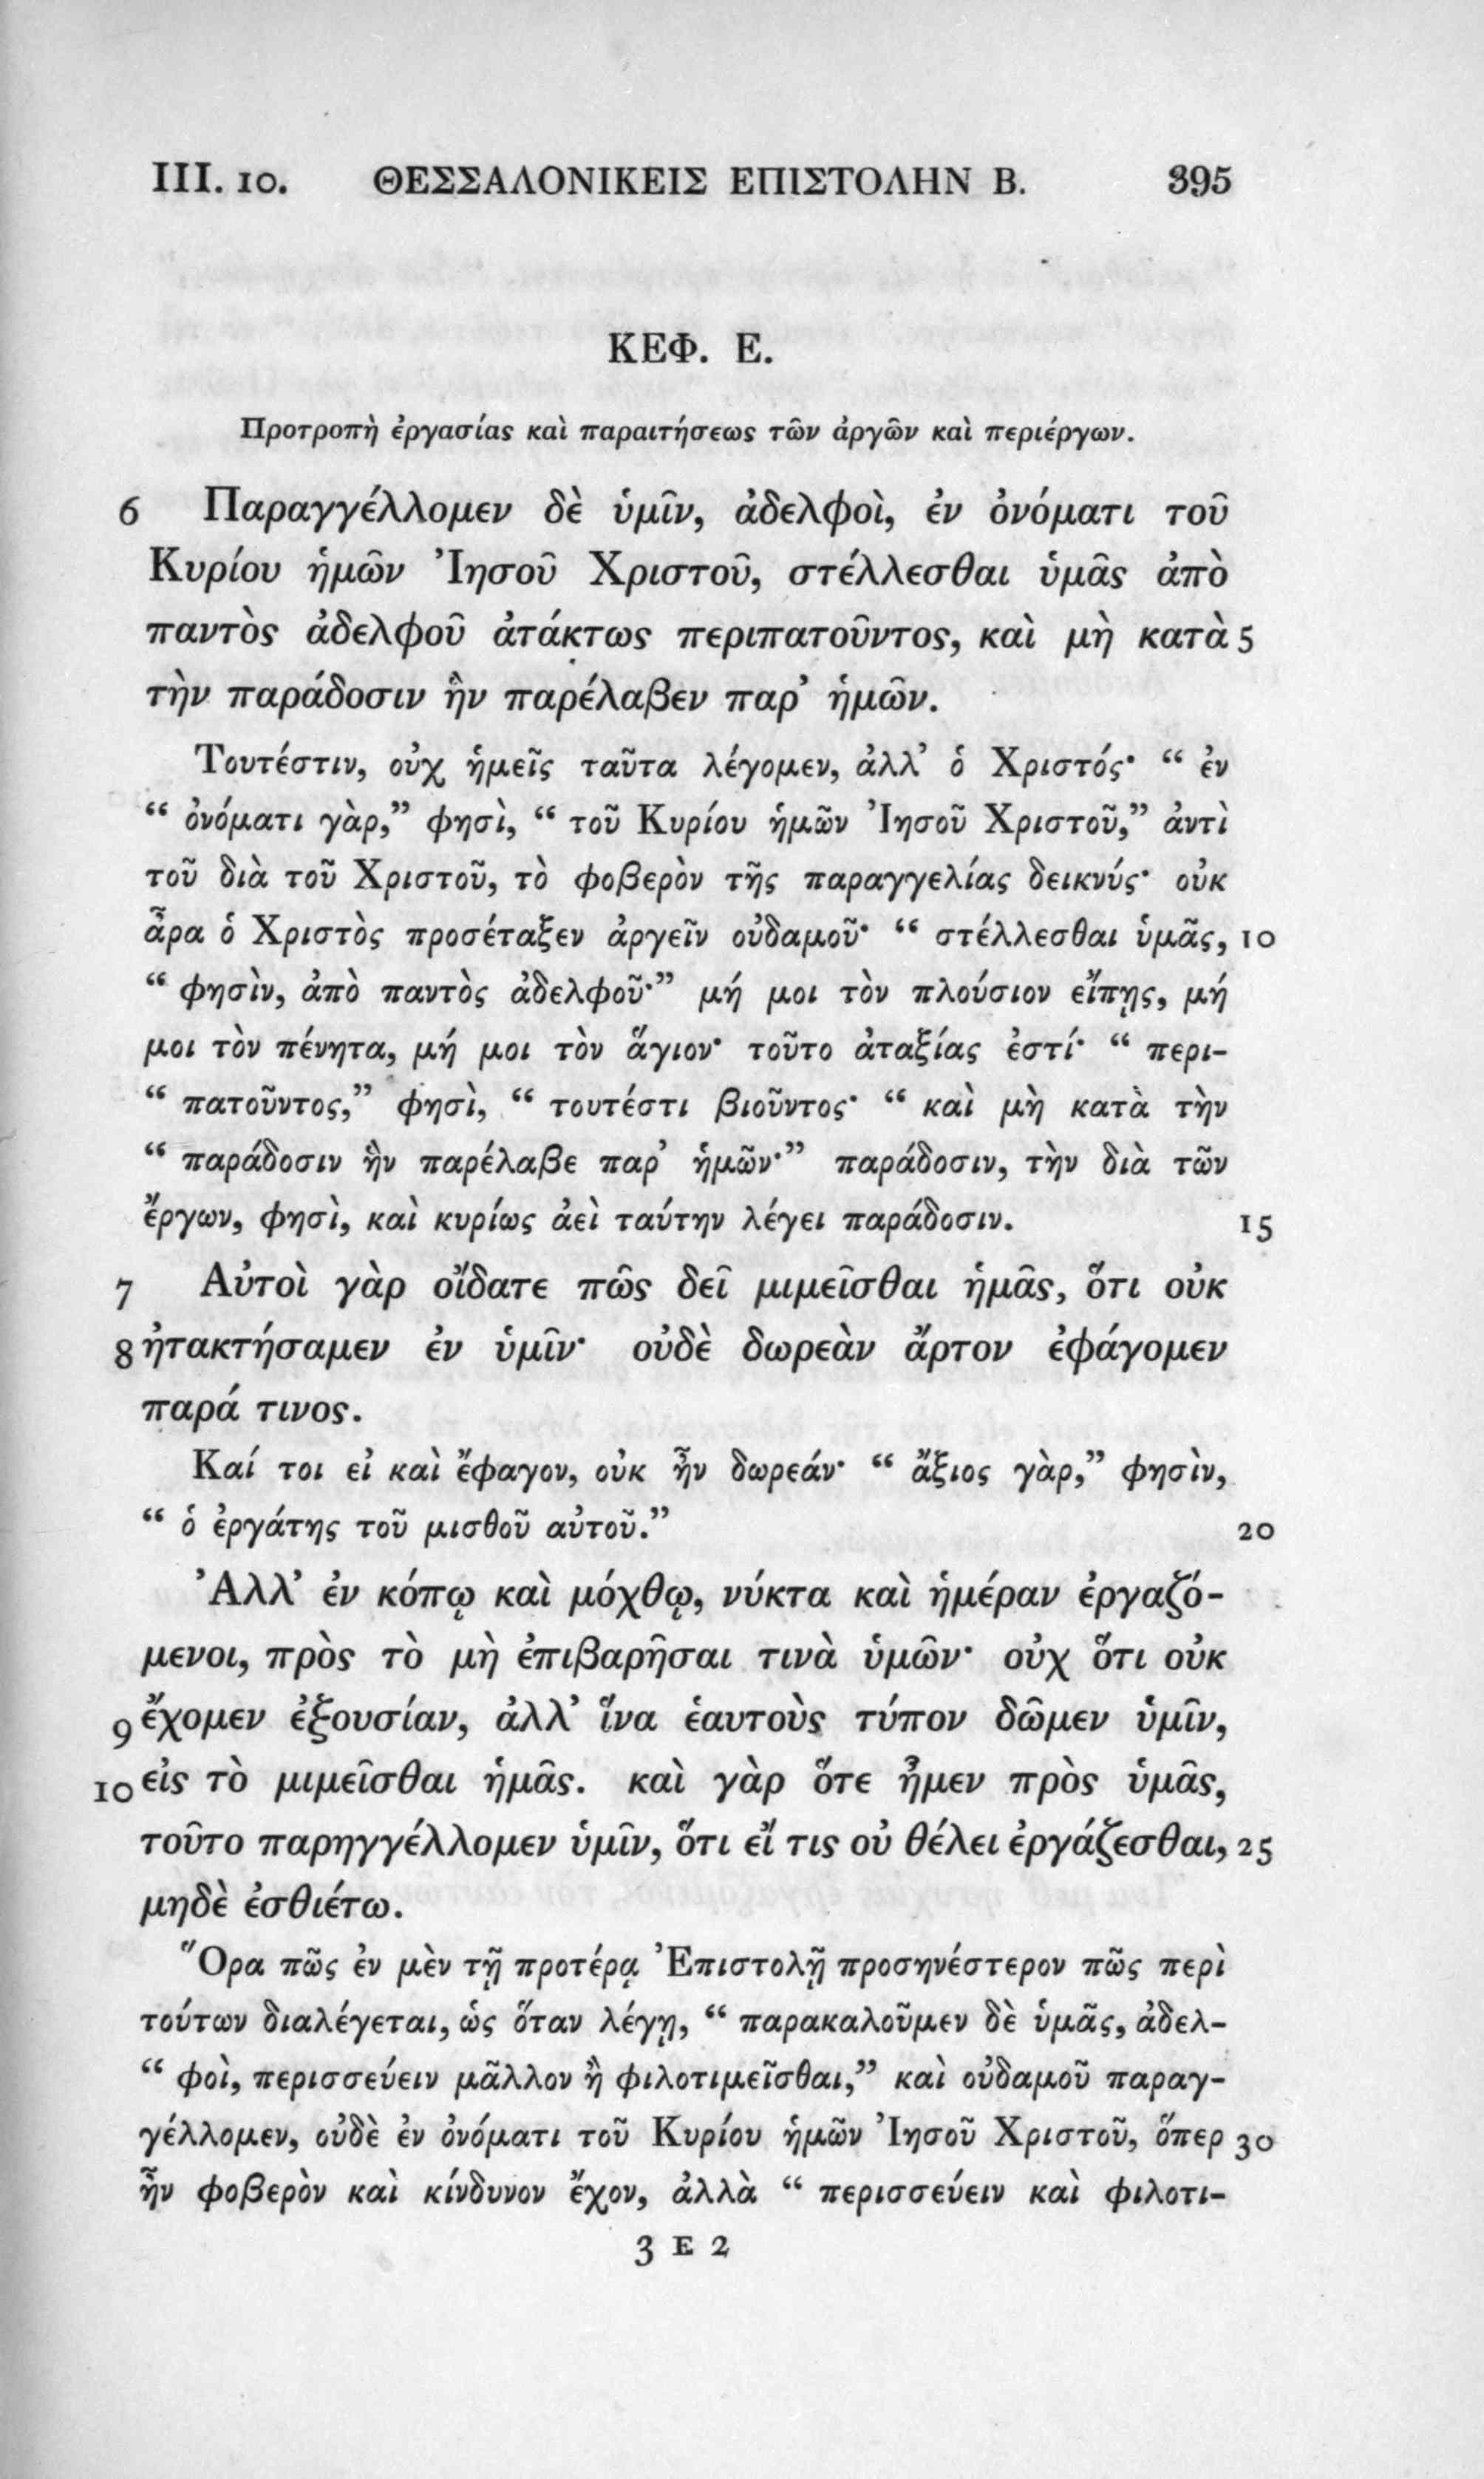 III. 10. ΘΕΣΣΑΛΟΝΙΚΕΙΣ ΕΠΙΣΤΟΛΗΝ Β. 395
ΚΕΦ. Ε.
Προτροπὴ ἐργασίας καὶ παραιτήσεως τῶν ἀργῶν καὶ περιέργων.
6 Παραγγέλλομεν δὲ ὑμῖν, ἀδελφοὶ, ἐν ὀνόματι τοῦ
Κυρίου ἡμῶν Ἰησοῦ Χριστοῦ, στέλλεσθαι ὑμᾶς ἀπὸ
παντὸς ἀδελφοῦ ἀτάκτως περιπατοῦντος, καὶ μὴ κατὰ 5
τὴν παράδοσιν ἣν παρέλαβεν παρ’ ἡμῶν.
Τουτέστιν, οὐχ ἡμεῖς ταῦτα λέγομεν, ἀλλ’ ὁ Χριστός· “ ἐν
“ ὀνόματι γὰρ,” φησὶ, “ τοῦ Κυρίου ἡμῶν Ἰησοῦ Χριστοῦ,” ἀντὶ
τοῦ διὰ τοῦ Χριστοῦ, τὸ φοβερὸν τῆς παραγγελίας δεικνύς· οὐκ
ἆρα ὁ Χριστὸς προσέταξεν ἀργεῖν οὐδαμοῦ· “ στέλλεσθαι ὑμᾶς, 10
“ φησὶν, ἀπὸ παντὸς ἀδελφοῦ·” μή μοι τὸν πλούσιον εἴπῃς, μή
μοι τὸν πένητα, μή μοι τὸν ἅγιον· τοῦτο ἀταξίας ἐστί· “ περι-
“ πατοῦντος,” φησὶ, “ τουτέστι βιοῦντος· “ καὶ μὴ κατὰ τὴν
“ παράδοσιν ἣν παρέλαβε παρ’ ἡμῶν·” παράδοσιν, τὴν διὰ τῶν
ἔργων, φησὶ, καὶ κυρίως ἀεὶ ταύτην λέγει παράδοσιν. 15
7 Αὐτοὶ γὰρ οἴδατε πῶς δεῖ μιμεῖσθαι ἡμᾶς, ὅτι οὐκ
8 ἠτακτήσαμεν ἐν ὑμῖν· οὐδὲ δωρεὰν ἄρτον ἐφάγομεν
παρά τινος.
Καί τοι εἰ καὶ ἔφαγον, οὐκ ἦν δωρεάν· “ ἄξιος γὰρ,” φησὶν,
“ ὁ ἐργάτης τοῦ μισθοῦ αὐτοῦ.” 20
Ἀλλ’ ἐν κόπῳ καὶ μόχθῳ, νύκτα καὶ ἡμέραν ἐργαζό-
μενοι, πρὸς τὸ μὴ ἐπιβαρῆσαι τινὰ ὑμῶν· οὐχ ὅτι οὐκ
9 ἔχομεν ἐξουσίαν, ἀλλ’ ἵνα ἑαυτοὺς τύπον δῶμεν ὑμῖν,
10 εἰς τὸ μιμεῖσθαι ἡμᾶς. καὶ γὰρ ὅτε ἦμεν πρὸς ὑμᾶς,
τοῦτο παρηγγέλλομεν ὑμῖν, ὅτι εἴ τις οὐ θέλει ἐργάζεσθαι, 25
μηδὲ ἐσθιέτω.
Ὅρα πῶς ἐν μὲν τῇ προτέρᾳ Ἐπιστολῇ προσηνέστερον πῶς περὶ
τούτων διαλέγεται, ὡς ὅταν λέγῃ, “ παρακαλοῦμεν δὲ ὑμᾶς, ἀδελ-
“ φοὶ, περισσεύειν μᾶλλον ἢ φιλοτιμεῖσθαι,” καὶ οὐδαμοῦ παραγ-
γέλλομεν, οὐδὲ ἐν ὀνόματι τοῦ Κυρίου ἡμῶν Ἰησοῦ Χριστοῦ, ὅπερ 30
ἦν φοβερὸν καὶ κίνδυνον ἔχον, ἀλλὰ “ περισσεύειν καὶ φιλοτι-
3 E 2